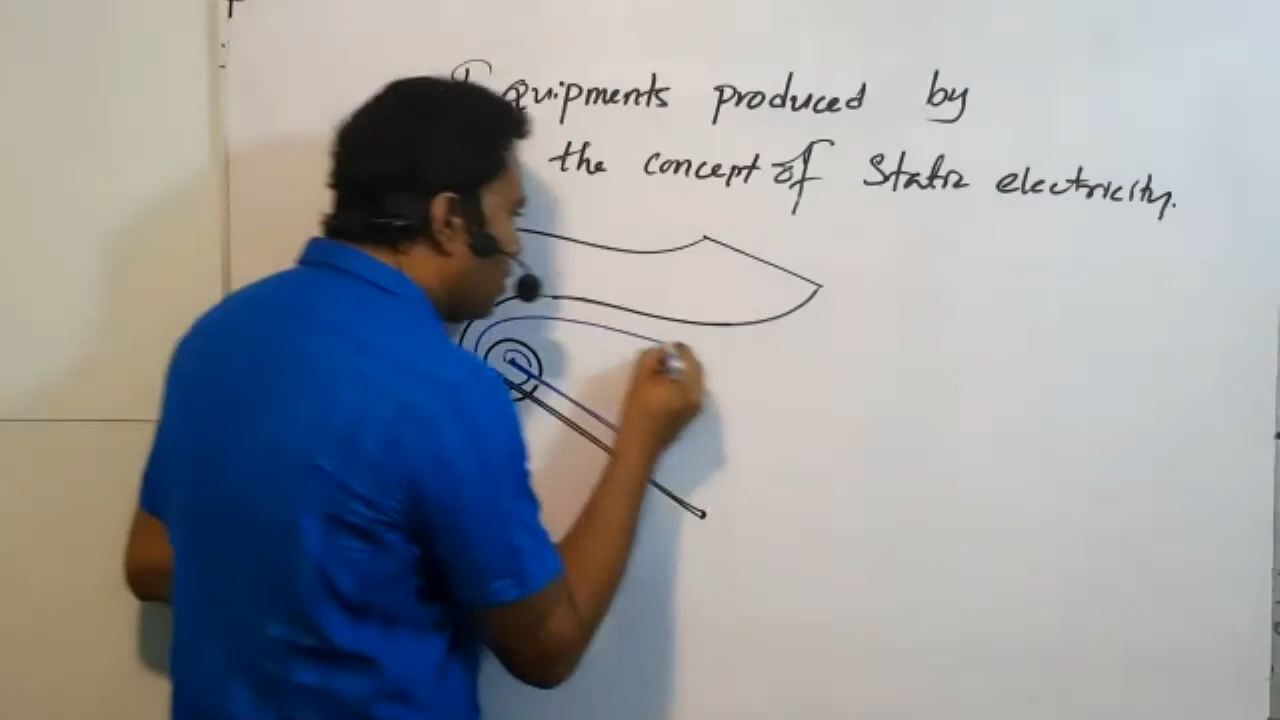 Equipments produced by
the concept of Static electricity.